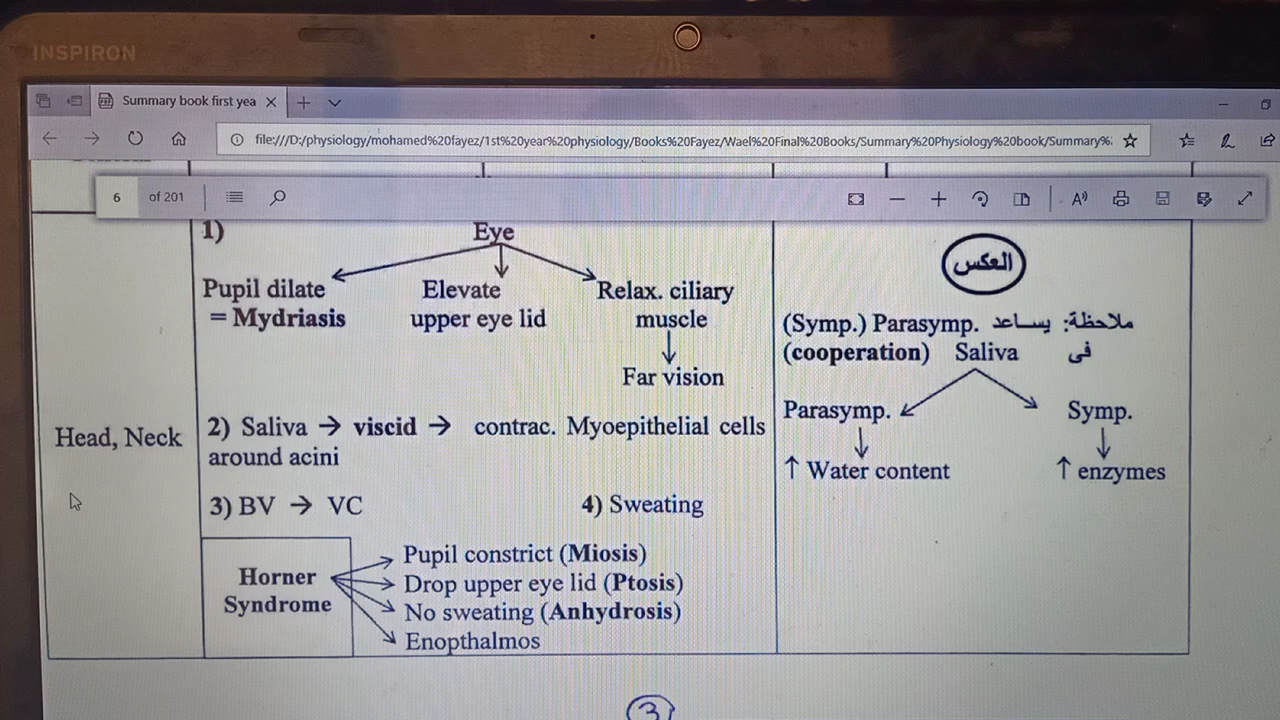 INSPIRON
Summary book first yea
file:///D:/physiology/mohamed%20fayez/1st%20year%20physiology/Books%20Fayez/Wael%20Final%20Books/Summary%20Physiology%20book/Summary%
6 of 201
1) Eye
Pupil dilate
= Mydriasis
Elevate
upper eye lid
Relax. ciliary
muscle
↓
Far vision
Head, Neck
2) Saliva → viscid → contrac. Myoepithelial cells
around acini
3) BV → VC 4) Sweating
Horner
Syndrome
Pupil constrict (Miosis)
Drop upper eye lid (Ptosis)
No sweating (Anhydrosis)
Enopthalmos
العكس
ملاحظة: يساعد (Symp.) Parasymp.
فى Saliva (cooperation)
Parasymp. Symp.
↓ ↓
↑ Water content ↑ enzymes
3